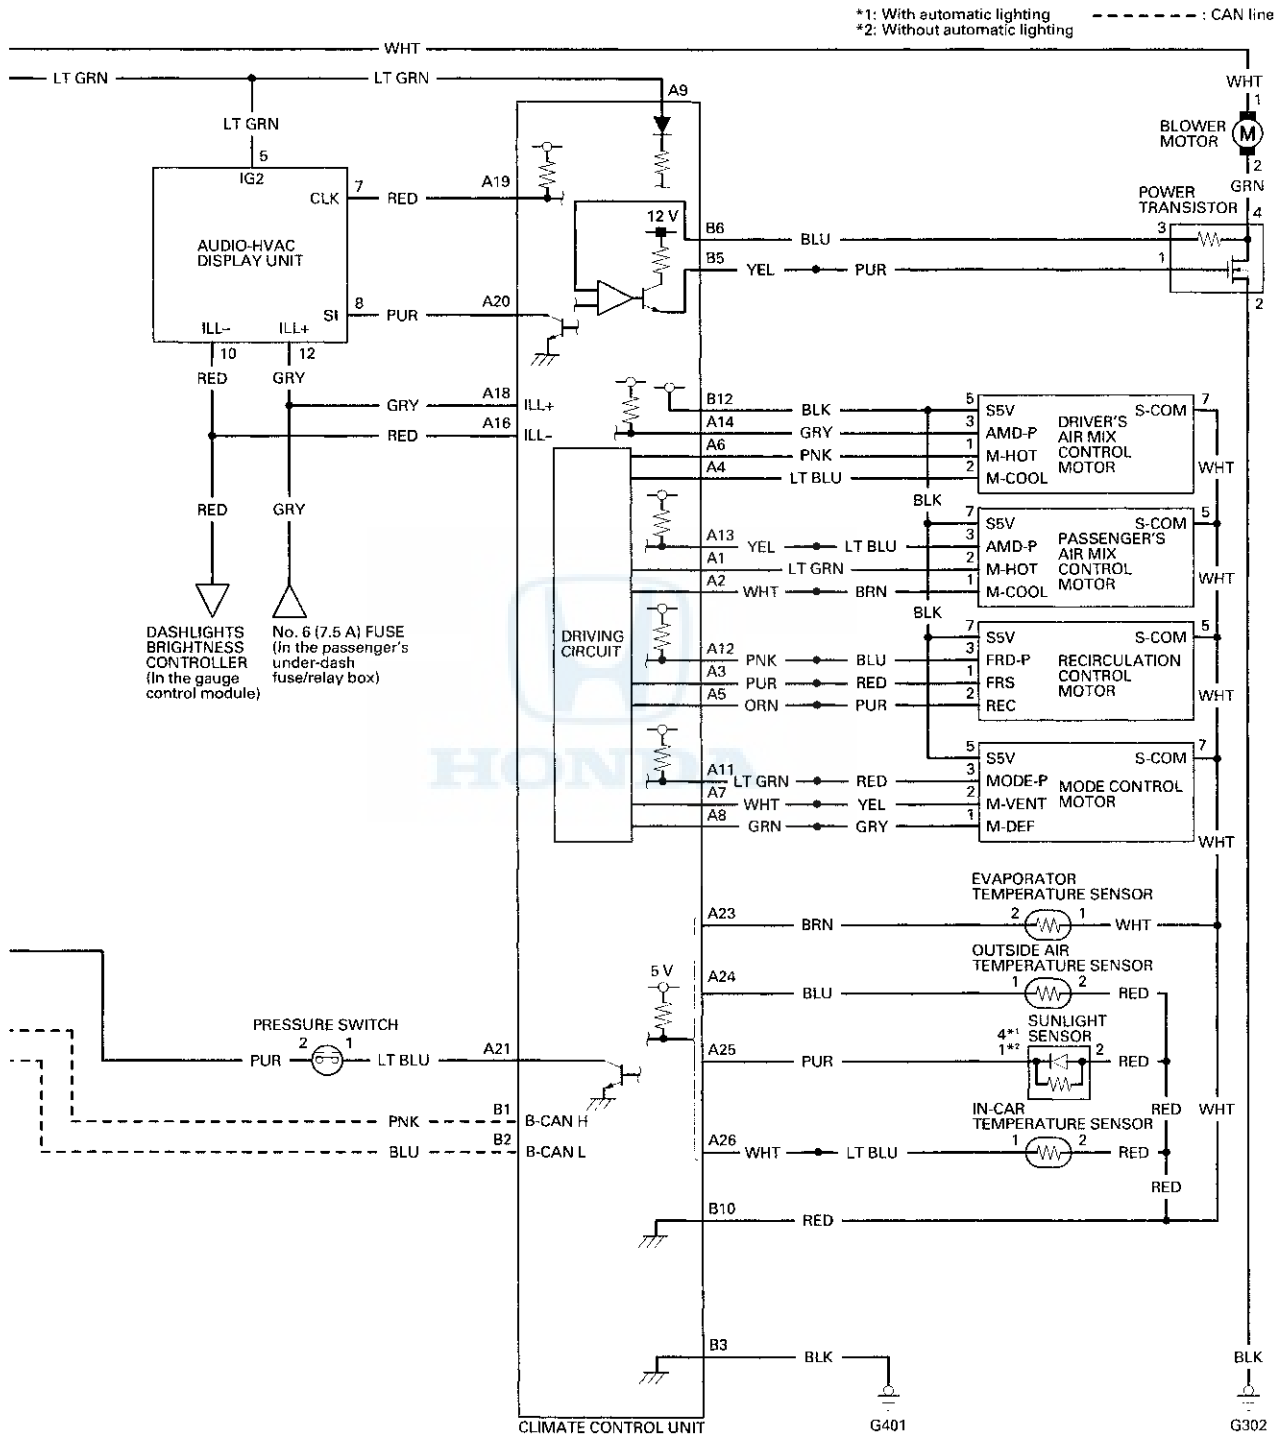 *1: With automatic lighting
*2: Without automatic lighting
: CAN line
WHT
LT GRN
LT GRN
A9
WHT
1
BLOWER
MOTOR
M
2
GRN
LT GRN
5
IG2
CLK
7
RED
A19
AUDIO-HVAC
DISPLAY UNIT
SI
8
PUR
A20
ILL–
ILL+
10
12
RED
GRY
12 V
B6
BLU
B5
YEL
PUR
POWER
TRANSISTOR
4
3
1
2
A18
GRY
ILL+
A16
RED
ILL–
RED
GRY
DASHLIGHTS
BRIGHTNESS
CONTROLLER
(In the gauge
control module)
No. 6 (7.5 A) FUSE
(In the passenger's
under-dash
fuse/relay box)
DRIVING
CIRCUIT
HONDA
B12
BLK
5
S5V
S-COM
7
A14
GRY
3
AMD-P
A6
PNK
1
M-HOT
A4
LT BLU
2
M-COOL
DRIVER'S
AIR MIX
CONTROL
MOTOR
WHT
BLK
7
S5V
S-COM
5
A13
YEL
LT BLU
3
AMD-P
A1
LT GRN
2
M-HOT
A2
WHT
BRN
1
M-COOL
PASSENGER'S
AIR MIX
CONTROL
MOTOR
WHT
BLK
7
S5V
S-COM
5
A12
PNK
BLU
3
FRD-P
A3
PUR
RED
1
FRS
A5
ORN
PUR
2
REC
RECIRCULATION
CONTROL
MOTOR
WHT
5
S5V
S-COM
7
A11
LT GRN
RED
3
MODE-P
A7
WHT
YEL
2
M-VENT
A8
GRN
GRY
1
M-DEF
MODE CONTROL
MOTOR
WHT
EVAPORATOR
TEMPERATURE SENSOR
A23
BRN
2
1
WHT
OUTSIDE AIR
TEMPERATURE SENSOR
A24
BLU
1
2
RED
5 V
SUNLIGHT
SENSOR
4*1
1*2
A25
PUR
2
RED
RED
WHT
IN-CAR
TEMPERATURE SENSOR
A26
WHT
LT BLU
1
2
RED
RED
B10
RED
PRESSURE SWITCH
PUR
2
1
LT BLU
A21
PNK
B1
B-CAN H
BLU
B2
B-CAN L
B3
BLK
BLK
G401
G302
CLIMATE CONTROL UNIT